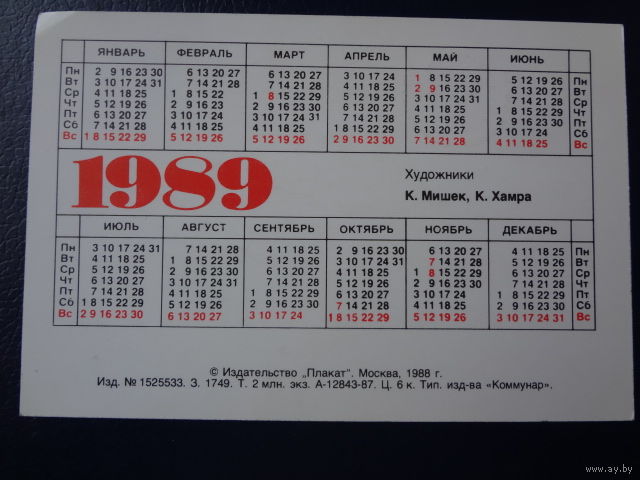 ЯНВАРЬ ФЕВРАЛЬ МАРТ АПРЕЛЬ МАЙ ИЮНЬ
Пн 2 9 16 23 30 6 13 20 27 6 13 20 27 3 10 17 24 1 8 15 22 29 5 12 19 26 Пн
Вт 3 10 17 24 31 7 14 21 28 7 14 21 28 4 11 18 25 2 9 16 23 30 6 13 20 27 Вт
Ср 4 11 18 25 1 8 15 22 1 8 15 22 29 5 12 19 26 3 10 17 24 31 7 14 21 28 Ср
Чт 5 12 19 26 2 9 16 23 2 9 16 23 30 6 13 20 27 4 11 18 25 1 8 15 22 29 Чт
Пт 6 13 20 27 3 10 17 24 3 10 17 24 31 7 14 21 28 5 12 19 26 2 9 16 23 30 Пт
Сб 7 14 21 28 4 11 18 25 4 11 18 25 1 8 15 22 29 6 13 20 27 3 10 17 24 Сб
Вс 1 8 15 22 29 5 12 19 26 5 12 19 26 2 9 16 23 30 7 14 21 28 4 11 18 25 Вс
1989
Художники
К. Мишек, К. Хамра
ИЮЛЬ АВГУСТ СЕНТЯБРЬ ОКТЯБРЬ НОЯБРЬ ДЕКАБРЬ
Пн 3 10 17 24 31 7 14 21 28 4 11 18 25 2 9 16 23 30 6 13 20 27 4 11 18 25 Пн
Вт 4 11 18 25 1 8 15 22 29 5 12 19 26 3 10 17 24 31 7 14 21 28 5 12 19 26 Вт
Ср 5 12 19 26 2 9 16 23 30 6 13 20 27 4 11 18 25 1 8 15 22 29 6 13 20 27 Ср
Чт 6 13 20 27 3 10 17 24 31 7 14 21 28 5 12 19 26 2 9 16 23 30 7 14 21 28 Чт
Пт 7 14 21 28 4 11 18 25 1 8 15 22 29 6 13 20 27 3 10 17 24 1 8 15 22 29 Пт
Сб 1 8 15 22 29 5 12 19 26 2 9 16 23 30 7 14 21 28 4 11 18 25 2 9 16 23 30 Сб
Вс 2 9 16 23 30 6 13 20 27 3 10 17 24 1 8 15 22 29 5 12 19 26 3 10 17 24 31 Вс
© Издательство „Плакат". Москва, 1988 г.
Изд. № 1525533. З. 1749. Т. 2 млн. экз. А-12843-87. Ц. 6 к. Тип. изд-ва «Коммунар».
www.ay.by